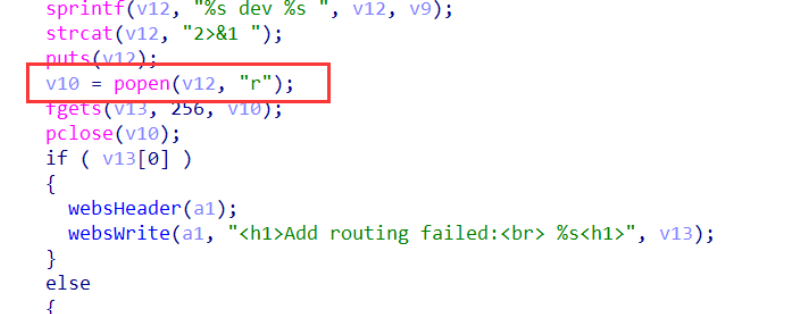 sprintf(v12, "%s dev %s ", v12, v9);
strcat(v12, "2>&1 ");
puts(v12);
v10 = popen(v12, "r");
fgets(v13, 256, v10);
pclose(v10);
if ( v13[0] )
{
websHeader(a1);
websWrite(a1, "<h1>Add routing failed:<br> %s<h1>", v13);
}
else
{